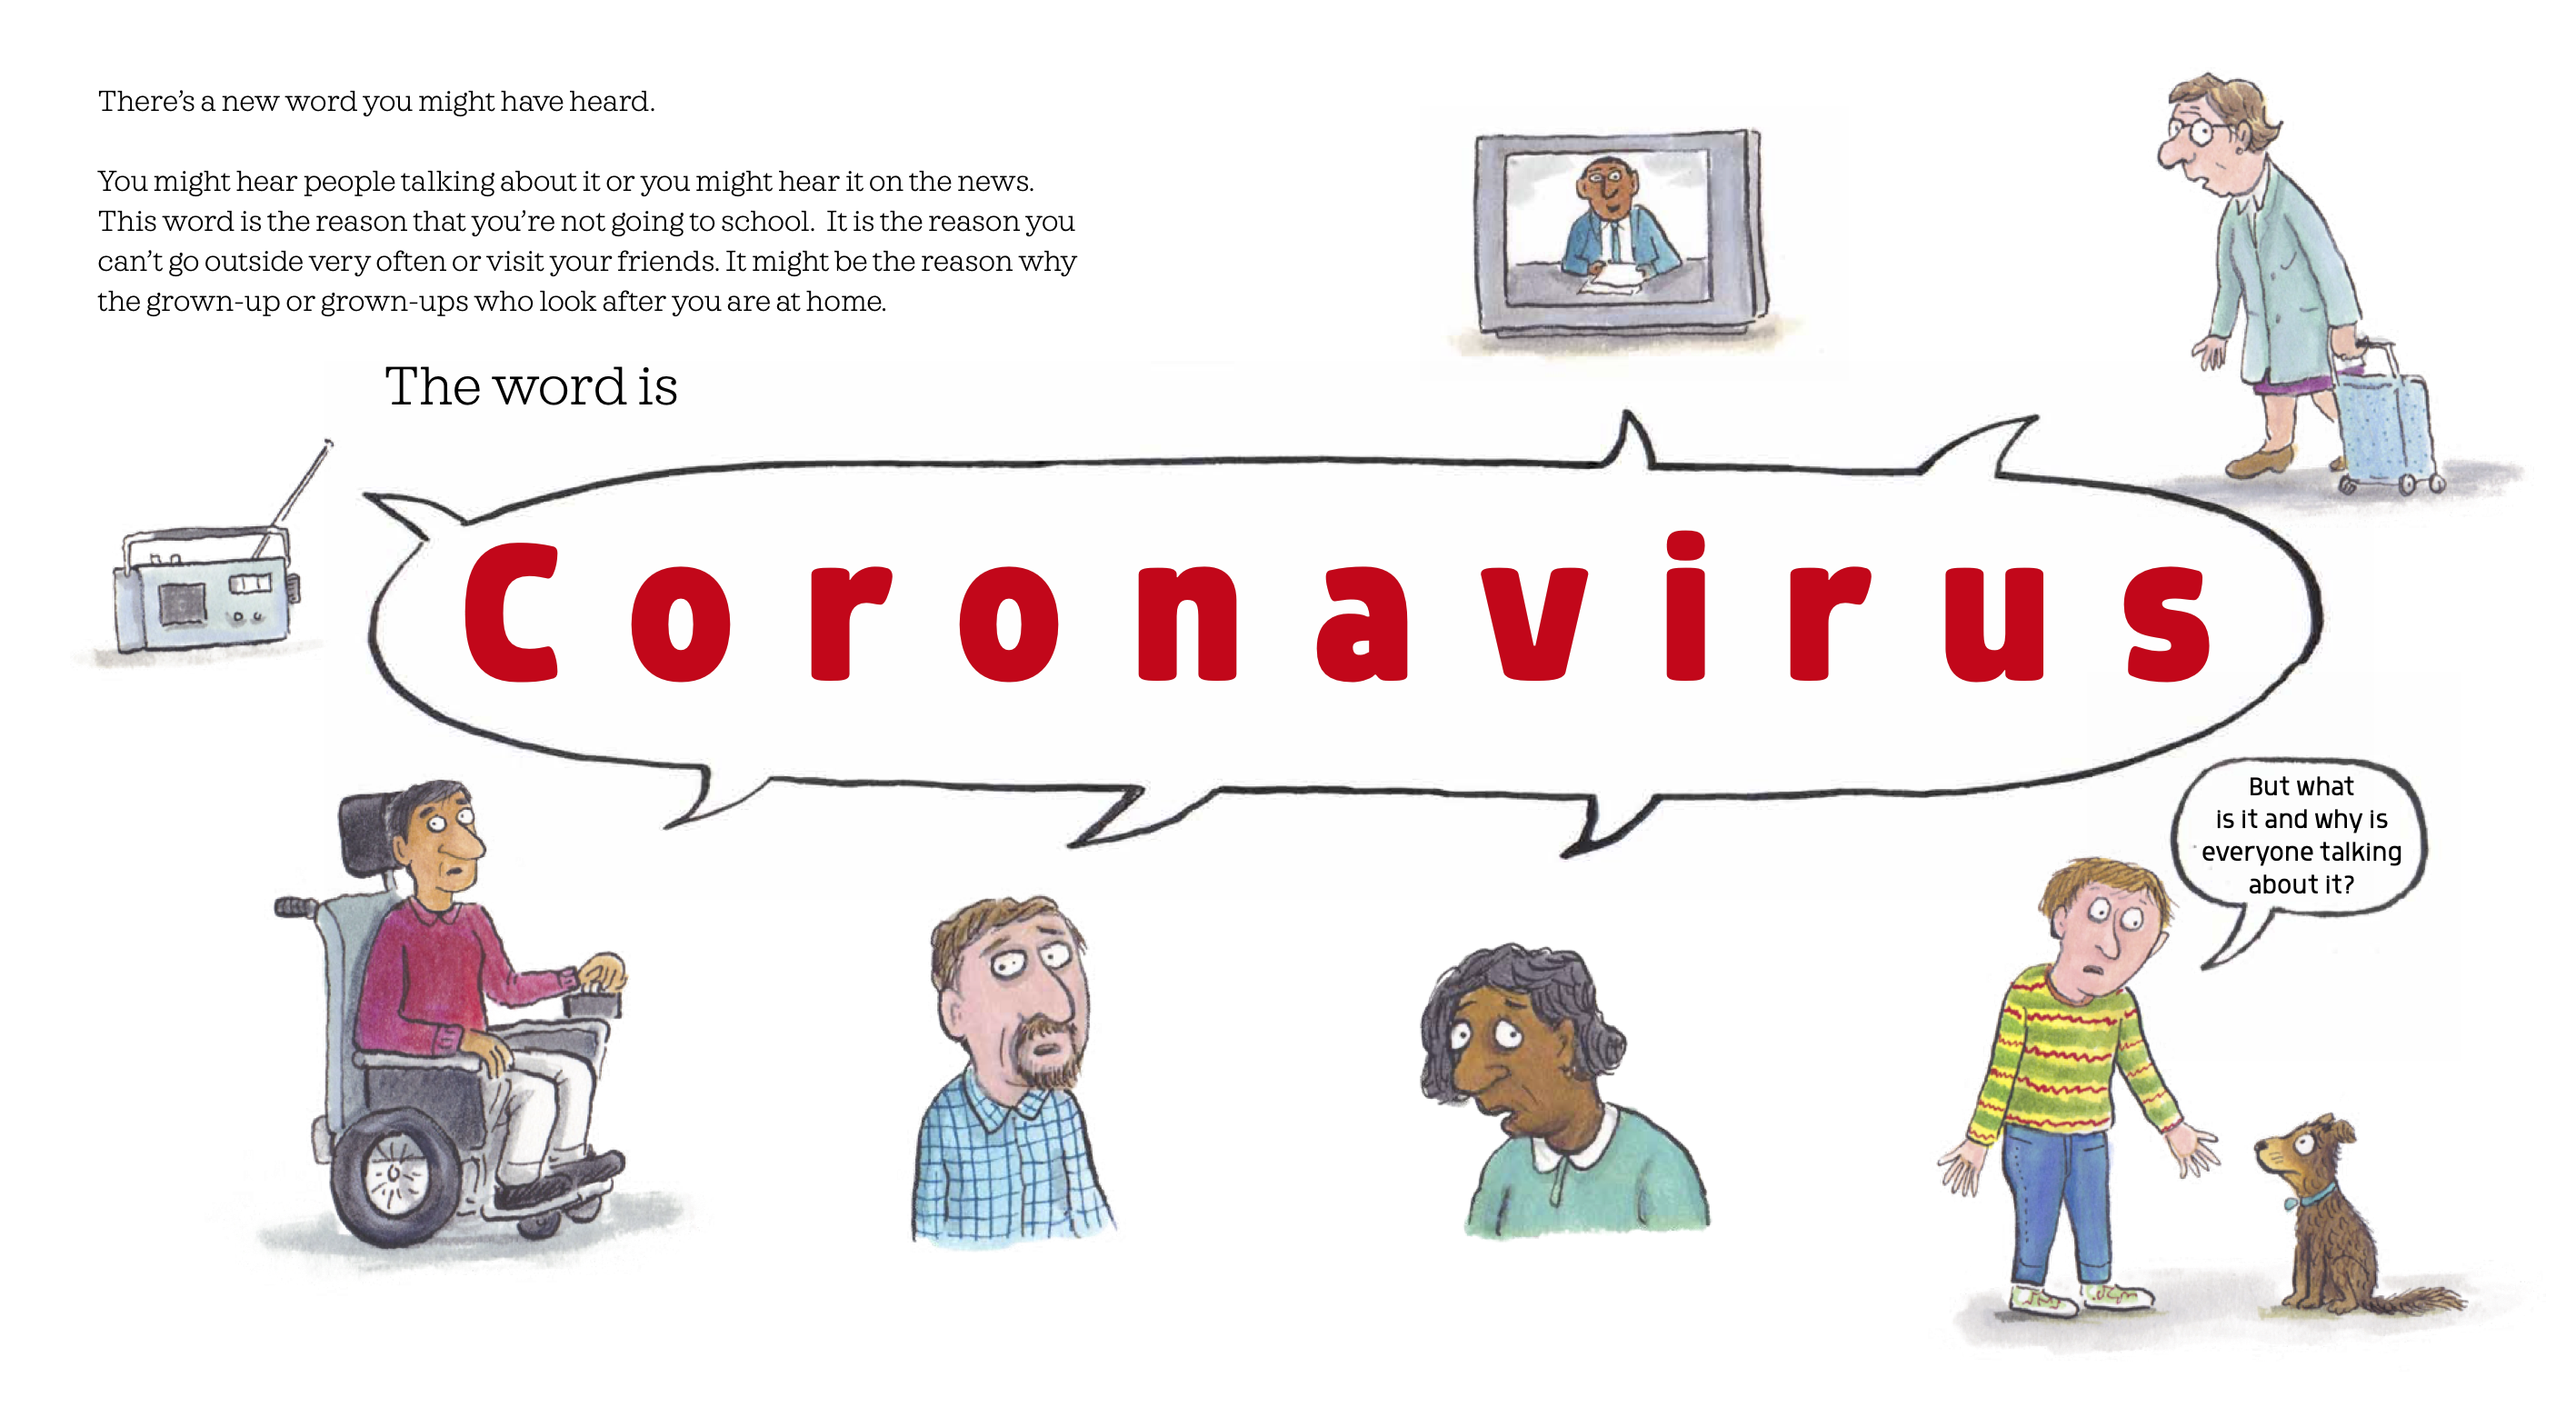 There's a new word you might have heard.
You might hear people talking about it or you might hear it on the news.
This word is the reason that you're not going to school.  It is the reason you
can't go outside very often or visit your friends. It might be the reason why
the grown-up or grown-ups who look after you are at home.
The word is
Coronavirus
But what
is it and why is
everyone talking
about it?